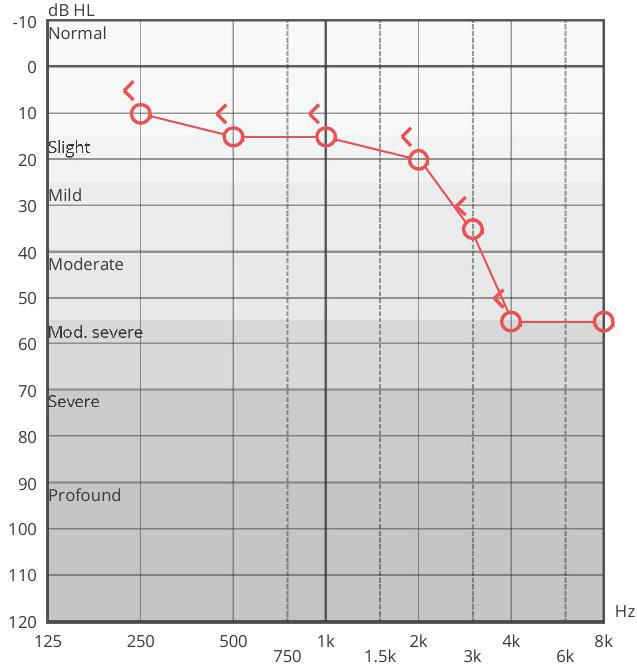 dB HL
-10
Normal
0
10
Slight
20
Mild
30
40
Moderate
50
Mod. severe
60
70
Severe
80
90
Profound
100
110
120
Hz
125 250 500 1k 2k 4k 8k
750 1.5k 3k 6k